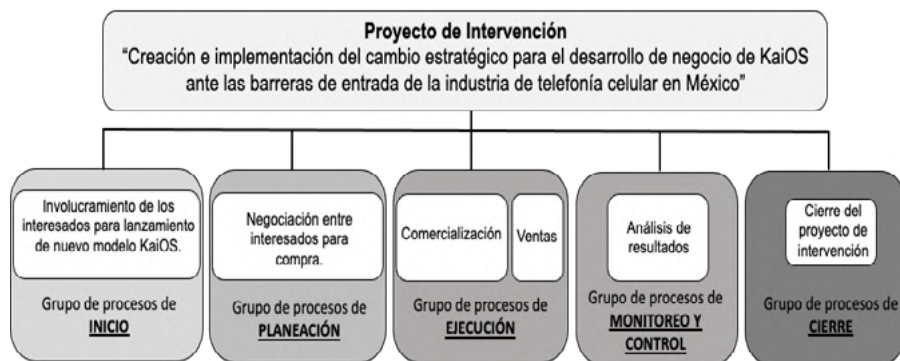 Proyecto de Intervención
“Creación e implementación del cambio estratégico para el desarrollo de negocio de KaiOS
ante las barreras de entrada de la industria de telefonía celular en México”
Involucramiento de los
interesados para lanzamiento
de nuevo modelo KaiOS.
Grupo de procesos de
INICIO
Negociación entre
interesados para
compra.
Grupo de procesos de
PLANEACIÓN
Comercialización
Ventas
Grupo de procesos de
EJECUCIÓN
Análisis de
resultados
Grupo de procesos de
MONITOREO Y
CONTROL
Cierre del
proyecto de
intervención
Grupo de procesos de
CIERRE